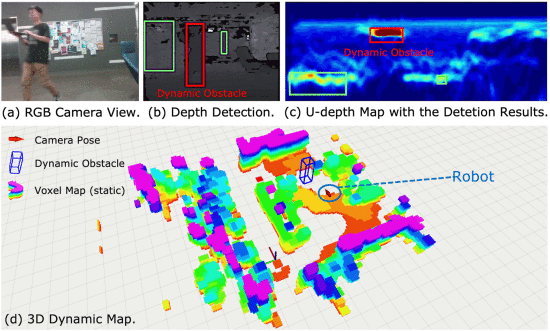 Dynamic Obstacle
Dynamic Obstacle
(a) RGB Camera View.
(b) Depth Detection.
(c) U-depth Map with the Detetion Results.
Camera Pose
Dynamic Obstacle
Voxel Map (static)
Robot
(d) 3D Dynamic Map.